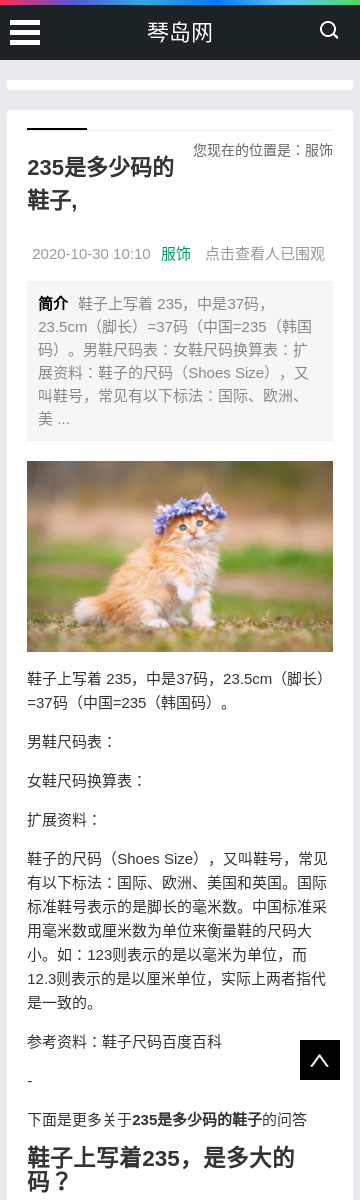 琴岛网
您现在的位置是：服饰
235是多少码的
鞋子,
2020-10-30 10:10 服饰 点击查看人已围观
简介 鞋子上写着 235，中是37码，
23.5cm（脚长）=37码（中国=235（韩国
码）。男鞋尺码表：女鞋尺码换算表：扩
展资料：鞋子的尺码（Shoes Size），又
叫鞋号，常见有以下标法：国际、欧洲、
美 ...
鞋子上写着 235，中是37码，23.5cm（脚长）
=37码（中国=235（韩国码）。
男鞋尺码表：
女鞋尺码换算表：
扩展资料：
鞋子的尺码（Shoes Size），又叫鞋号，常见
有以下标法：国际、欧洲、美国和英国。国际
标准鞋号表示的是脚长的毫米数。中国标准采
用毫米数或厘米数为单位来衡量鞋的尺码大
小。如：123则表示的是以毫米为单位，而
12.3则表示的是以厘米单位，实际上两者指代
是一致的。
参考资料：鞋子尺码百度百科
-
下面是更多关于235是多少码的鞋子的问答
鞋子上写着235，是多大的
码？